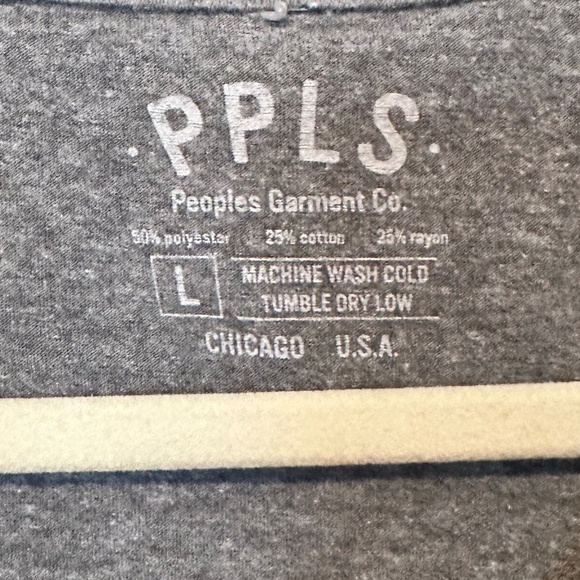 • PPLS •
Peoples Garment Co.
50% polyester 25% cotton 25% rayon
L
MACHINE WASH COLD
TUMBLE DRY LOW
CHICAGO U.S.A.